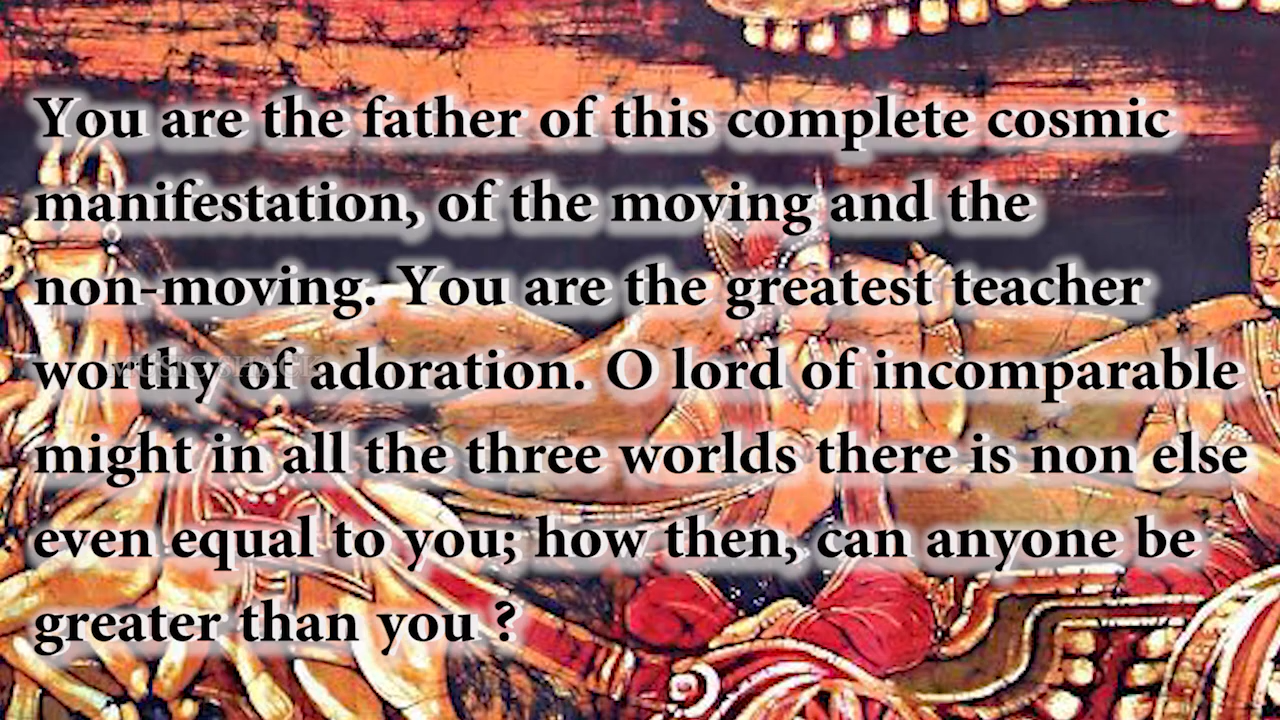 You are the father of this complete cosmic
manifestation, of the moving and the
non-moving. You are the greatest teacher
worthy of adoration. O lord of incomparable
might in all the three worlds there is non else
even equal to you; how then, can anyone be
greater than you ?
MUSIC SHACK